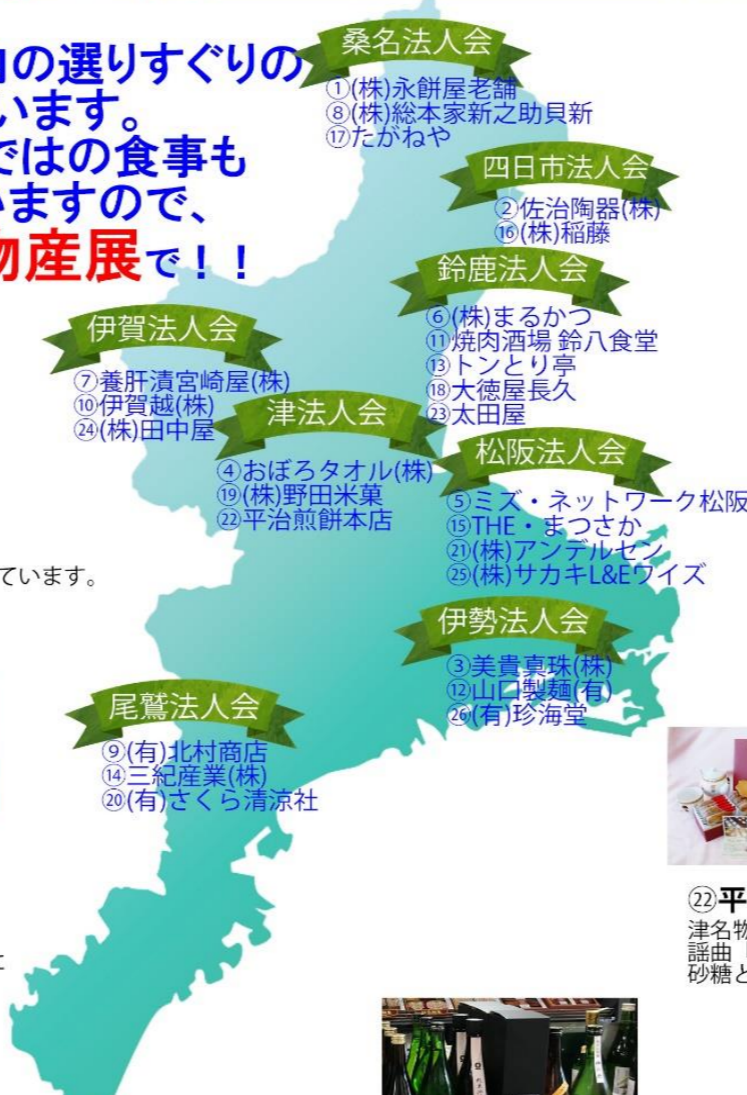 の選りすぐりの
います。
ではの食事も
いますので、
物産展で！！
桑名法人会
①(株)永餅屋老舗
⑧(株)総本家新之助貝新
⑰たがねや
四日市法人会
②佐治陶器(株)
⑯(株)稲藤
鈴鹿法人会
⑥(株)まるかつ
⑪焼肉酒場 鈴八食堂
⑬トンとり亭
⑱大徳屋長久
㉓太田屋
伊賀法人会
⑦養肝漬宮崎屋(株)
⑩伊賀越(株)
㉔(株)田中屋
津法人会
④おぼろタオル(株)
⑲(株)野田米菓
㉒平治煎餅本店
松阪法人会
⑤ミズ・ネットワーク松阪
⑮THE・まつさか
㉑(株)アンデルセン
㉕(株)サカキL&Eワイズ
ています。
伊勢法人会
③美貴真珠(株)
⑫山口製麺(有)
㉖(有)珍海堂
尾鷲法人会
⑨(有)北村商店
⑭三紀産業(株)
⑳(有)さくら清涼社
㉒平
津名物
謡曲「
砂糖と